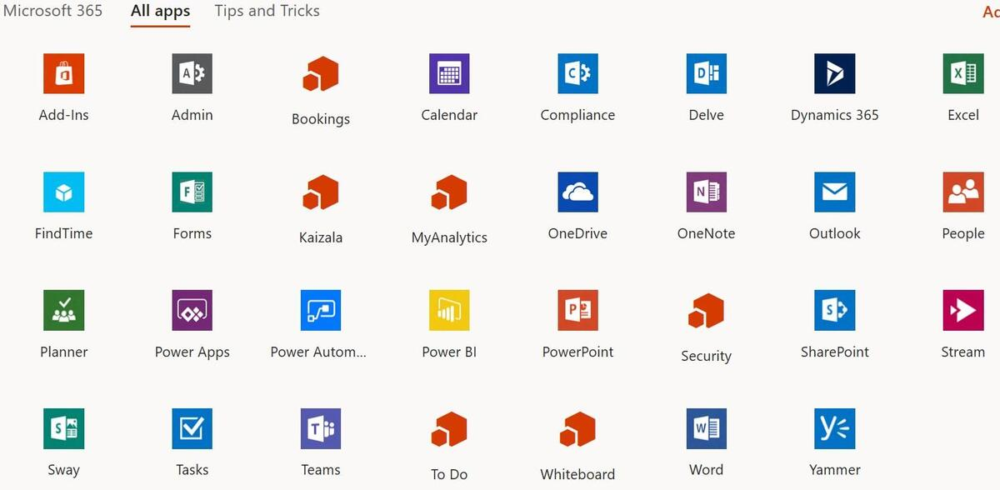 Microsoft 365 All apps Tips and Tricks
Add-Ins Admin Bookings Calendar Compliance Delve Dynamics 365 Excel
FindTime Forms Kaizala MyAnalytics OneDrive OneNote Outlook People
Planner Power Apps Power Autom... Power BI PowerPoint Security SharePoint Stream
Sway Tasks Teams To Do Whiteboard Word Yammer